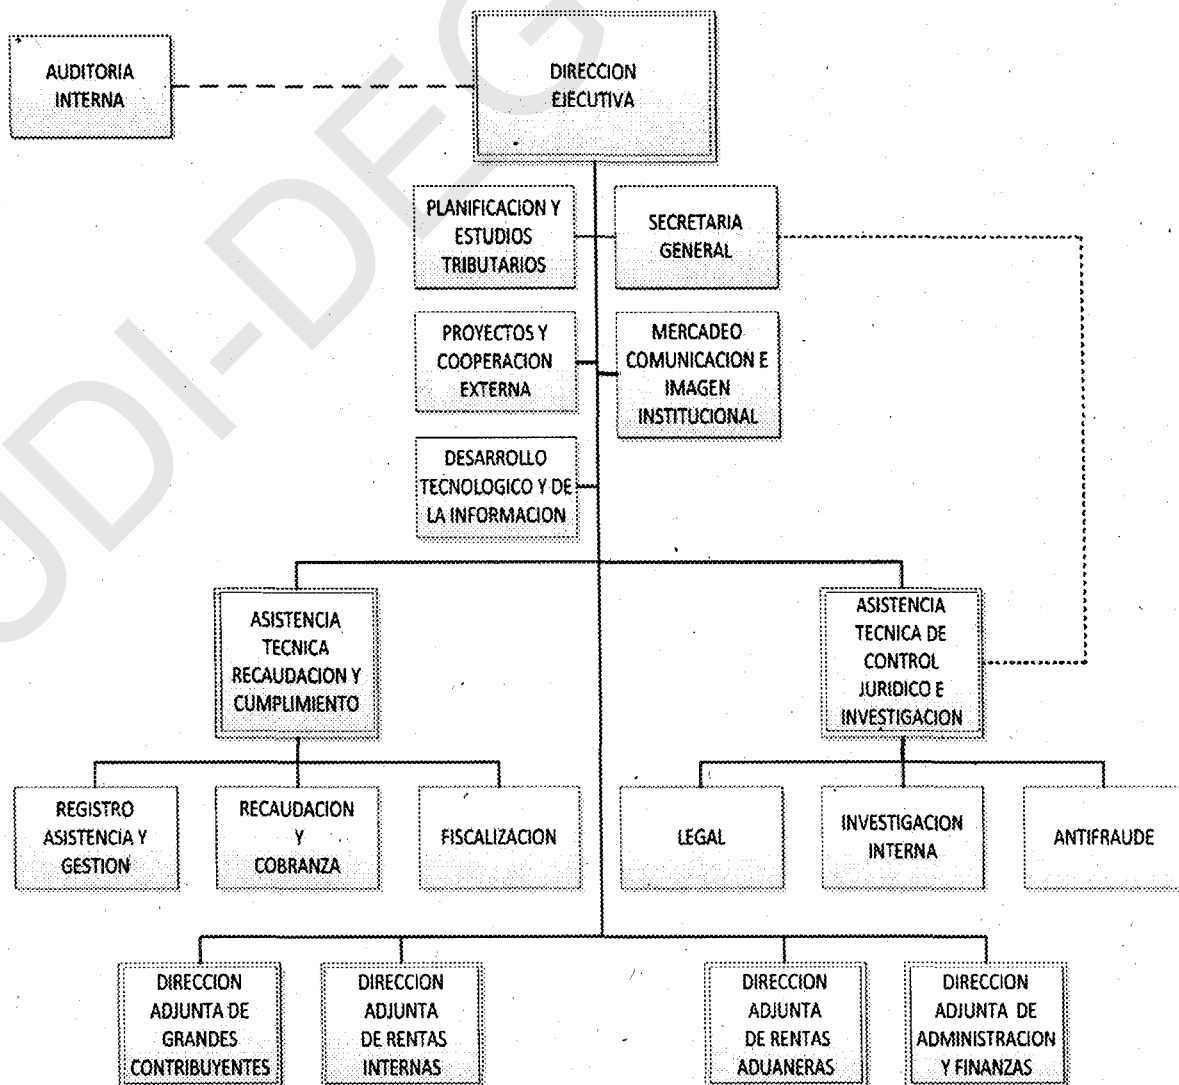 AUDITORIA
INTERNA
DIRECCION
EJECUTIVA
PLANIFICACION Y
ESTUDIOS
TRIBUTARIOS
SECRETARIA
GENERAL
PROYECTOS Y
COOPERACION
EXTERNA
MERCADEO
COMUNICACION E
IMAGEN
INSTITUCIONAL
DESARROLLO
TECNOLOGICO Y DE
LA INFORMACION
ASISTENCIA
TECNICA
RECAUDACION Y
CUMPLIMIENTO
ASISTENCIA
TECNICA DE
CONTROL
JURIDICO E
INVESTIGACION
REGISTRO
ASISTENCIA Y
GESTION
RECAUDACION
Y
COBRANZA
FISCALIZACION
LEGAL
INVESTIGACION
INTERNA
ANTIFRAUDE
DIRECCION
ADJUNTA DE
GRANDES
CONTRIBUYENTES
DIRECCION
ADJUNTA
DE RENTAS
INTERNAS
DIRECCION
ADJUNTA
DE RENTAS
ADUANERAS
DIRECCION
ADJUNTA DE
ADMINISTRACION
Y FINANZAS
UDI-DEG